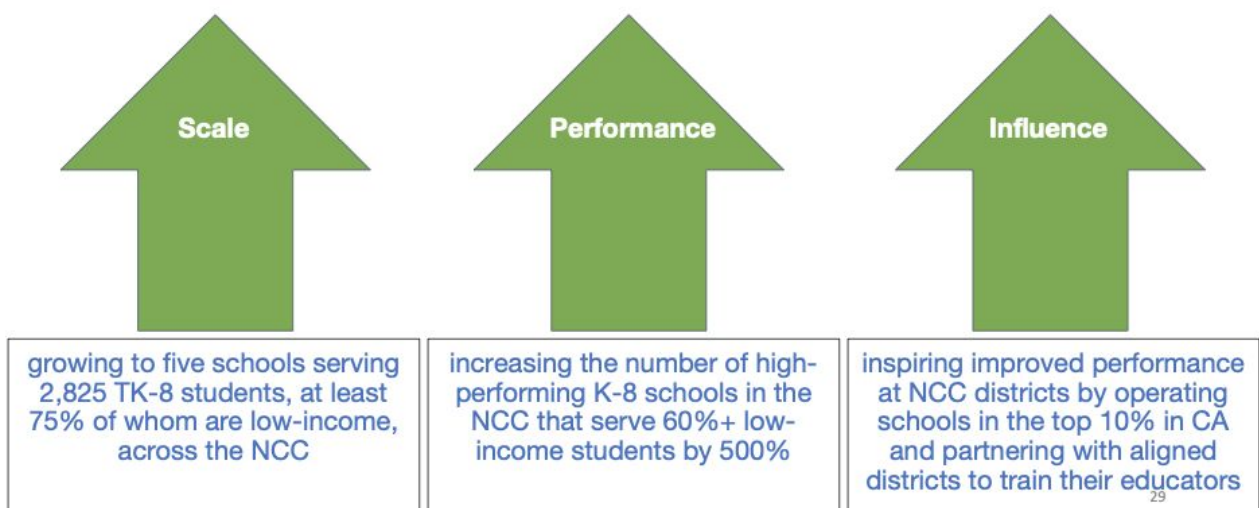 Scale
Performance
Influence
growing to five schools serving
2,825 TK-8 students, at least
75% of whom are low-income,
across the NCC
increasing the number of high-
performing K-8 schools in the
NCC that serve 60%+ low-
income students by 500%
inspiring improved performance
at NCC districts by operating
schools in the top 10% in CA
and partnering with aligned
districts to train their educators
29